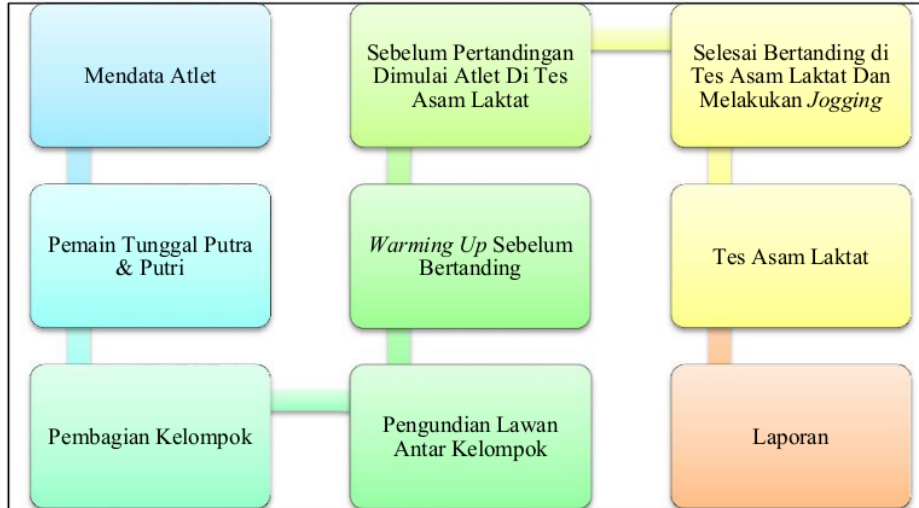 Mendata Atlet
Pemain Tunggal Putra
& Putri
Pembagian Kelompok
Pengundian Lawan
Antar Kelompok
Warming Up Sebelum
Bertanding
Sebelum Pertandingan
Dimulai Atlet Di Tes
Asam Laktat
Selesai Bertanding di
Tes Asam Laktat Dan
Melakukan Jogging
Tes Asam Laktat
Laporan